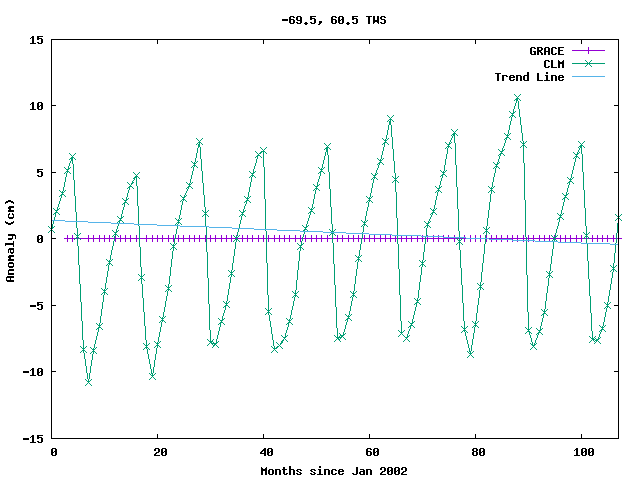 -69.5, 60.5 TWS
GRACE
CLM
Trend Line
15
10
5
0
-5
-10
-15
Anomaly (cm)
0 20 40 60 80 100
Months since Jan 2002